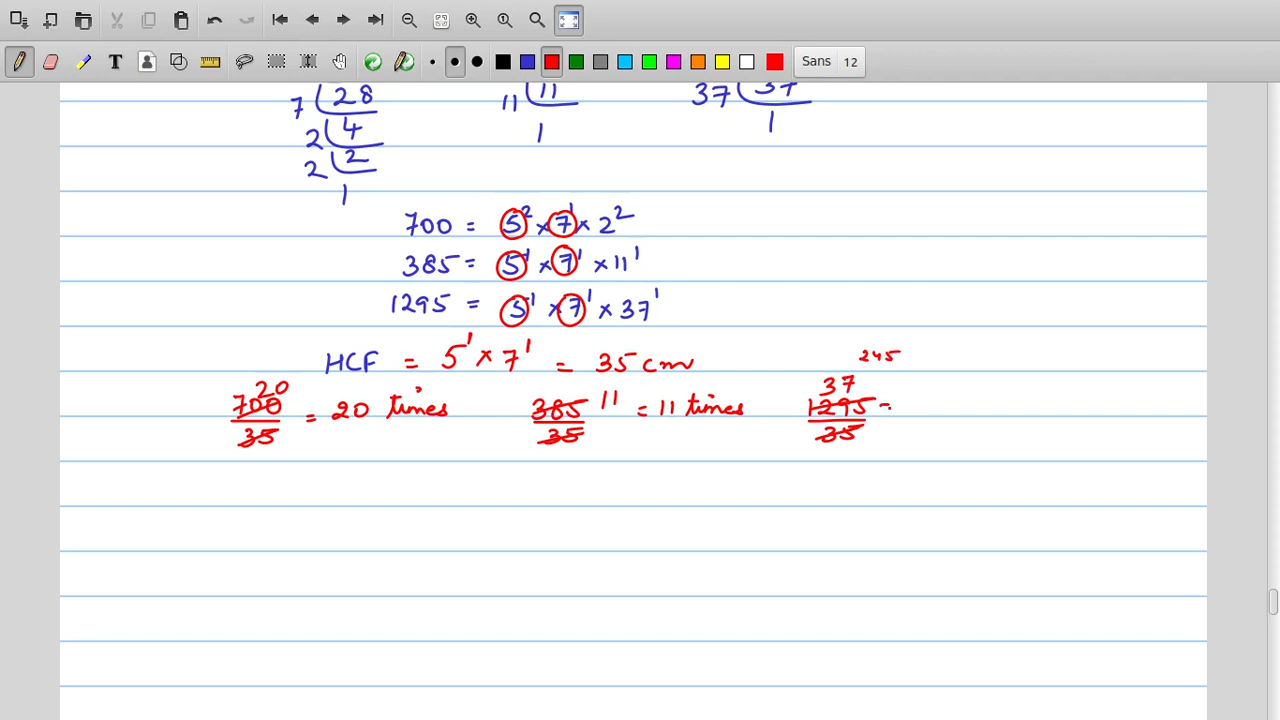 Sans 12
7 28 11 11 37 37
2 4 1 1
2 2
1
700 = 5² × 7¹ × 2²
385 = 5¹ × 7¹ × 11¹
1295 = 5¹ × 7¹ × 37¹
HCF = 5¹ × 7¹ = 35 cm 245
20 37
700 = 20 times 385 11 = 11 times 1295 =
35 35 35